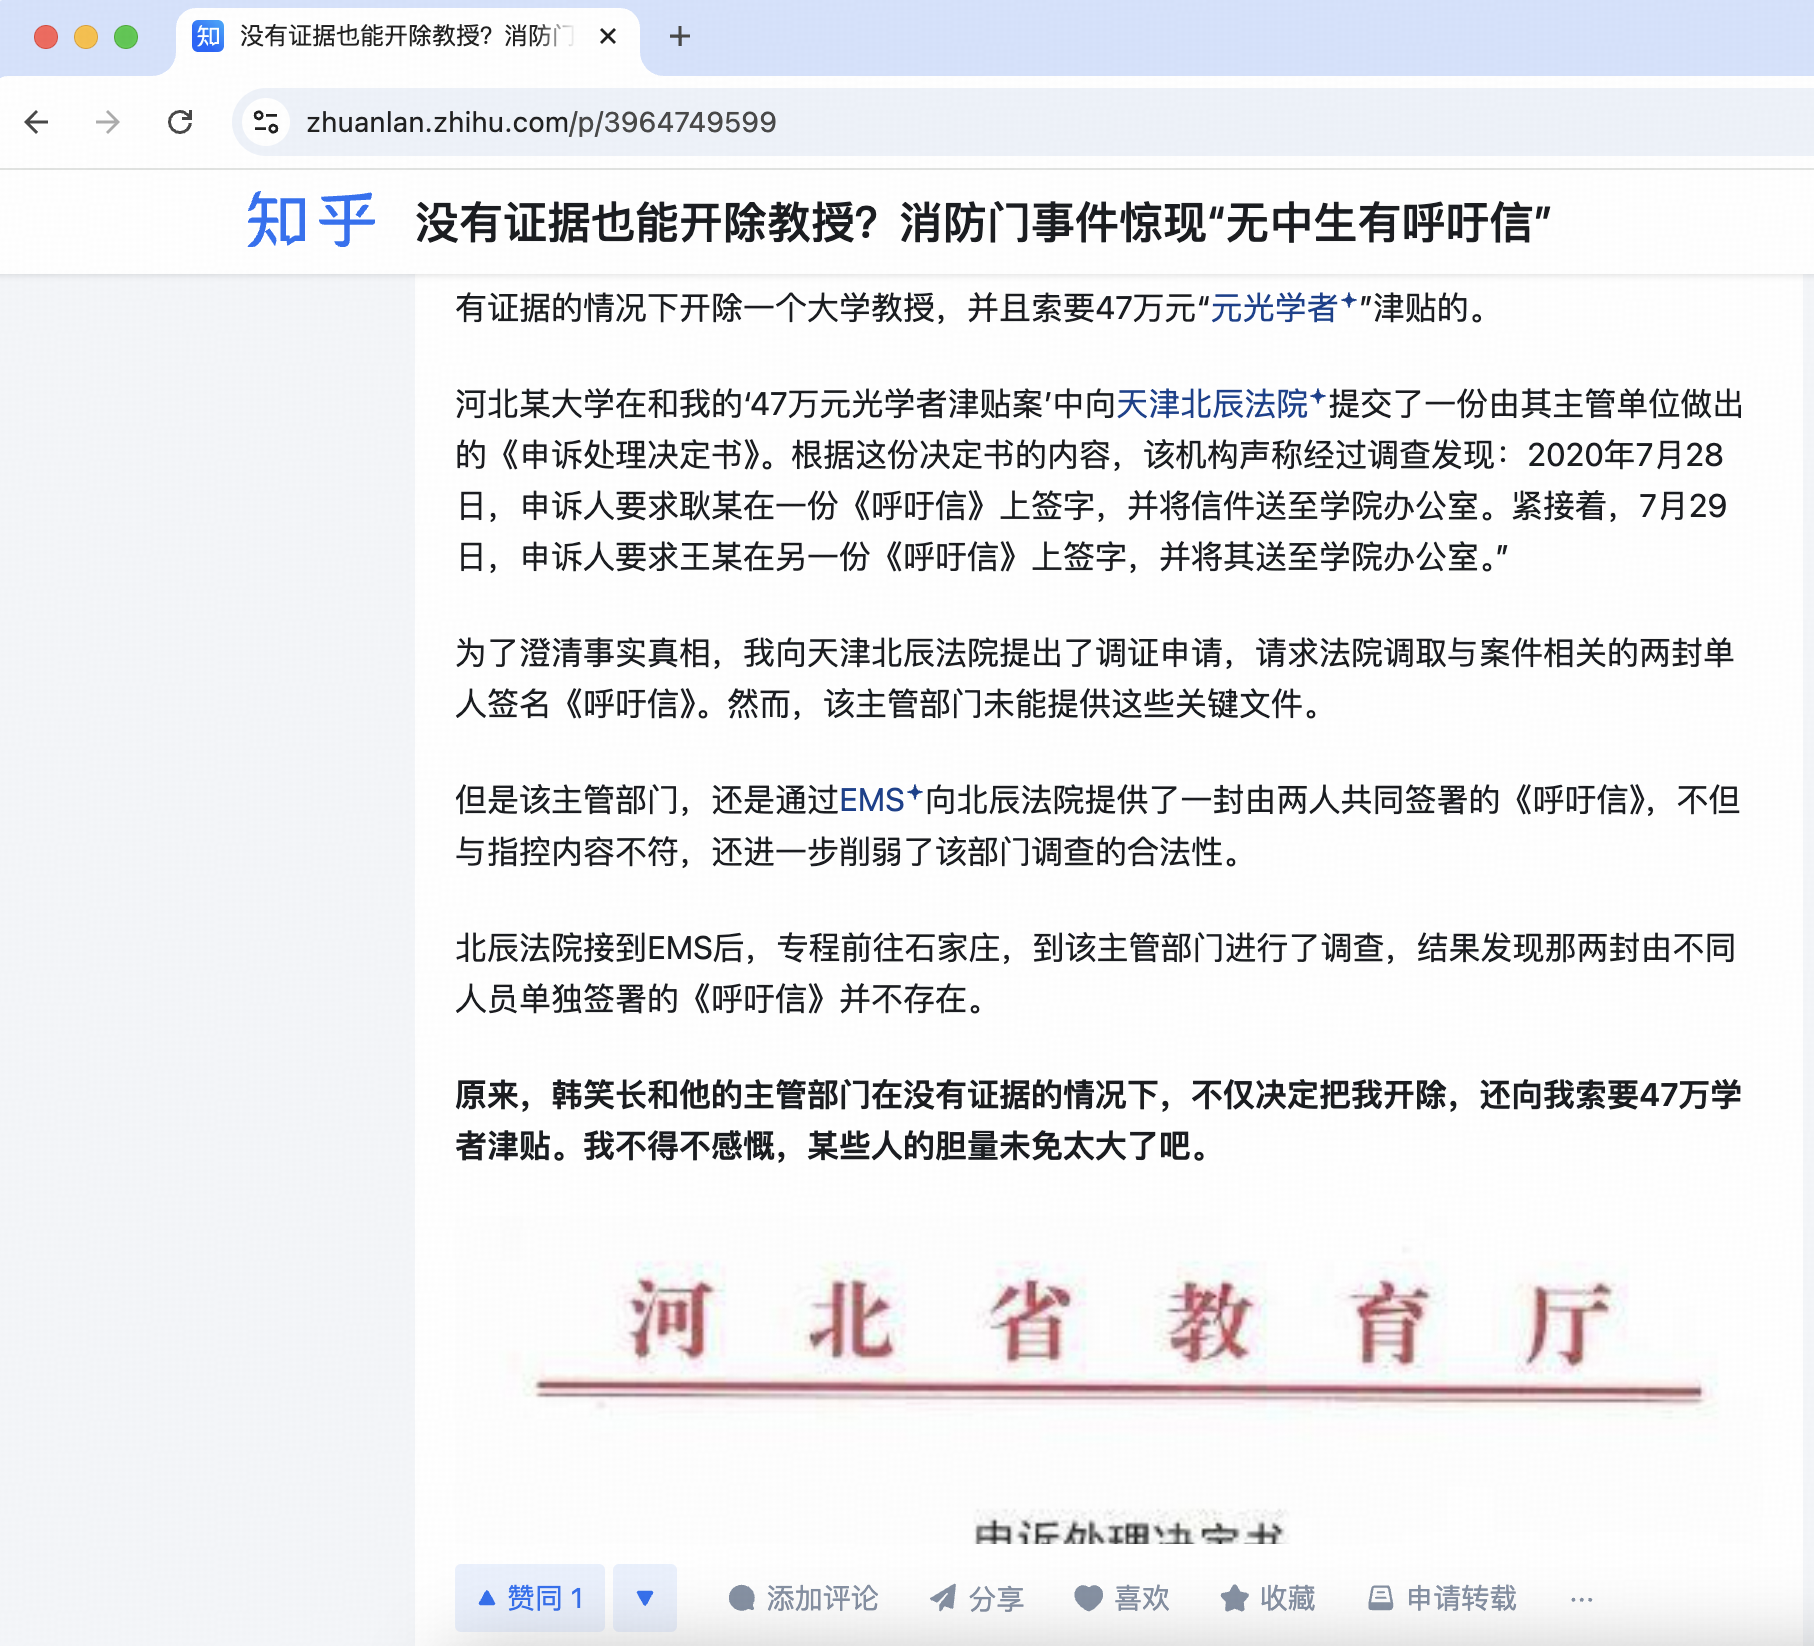 知 没有证据也能开除教授？消防门
zhuanlan.zhihu.com/p/3964749599
知乎 没有证据也能开除教授？消防门事件惊现“无中生有呼吁信”
有证据的情况下开除一个大学教授，并且索要47万元“元光学者”津贴的。
河北某大学在和我的‘47万元光学者津贴案’中向天津北辰法院提交了一份由其主管单位做出
的《申诉处理决定书》。根据这份决定书的内容，该机构声称经过调查发现：2020年7月28
日，申诉人要求耿某在一份《呼吁信》上签字，并将信件送至学院办公室。紧接着，7月29
日，申诉人要求王某在另一份《呼吁信》上签字，并将其送至学院办公室。”
为了澄清事实真相，我向天津北辰法院提出了调证申请，请求法院调取与案件相关的两封单
人签名《呼吁信》。然而，该主管部门未能提供这些关键文件。
但是该主管部门，还是通过EMS向北辰法院提供了一封由两人共同签署的《呼吁信》，不但
与指控内容不符，还进一步削弱了该部门调查的合法性。
北辰法院接到EMS后，专程前往石家庄，到该主管部门进行了调查，结果发现那两封由不同
人员单独签署的《呼吁信》并不存在。
原来，韩笑长和他的主管部门在没有证据的情况下，不仅决定把我开除，还向我索要47万学
者津贴。我不得不感慨，某些人的胆量未免太大了吧。
河北省教育厅
申诉处理决定书
赞同 1 添加评论 分享 喜欢 收藏 申请转载 ···